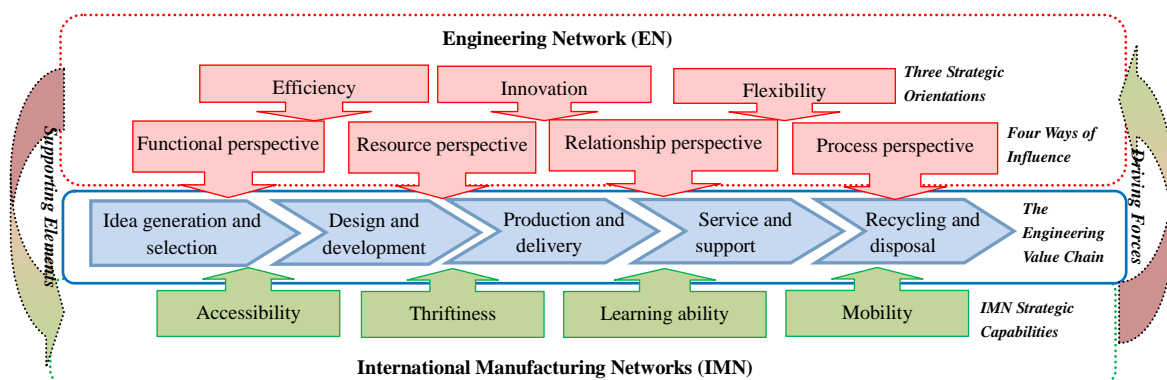 Engineering Network (EN)
Efficiency
Innovation
Flexibility
Three Strategic
Orientations
Functional perspective
Resource perspective
Relationship perspective
Process perspective
Four Ways of
Influence
Supporting Elements
Driving Forces
Idea generation and
selection
Design and
development
Production and
delivery
Service and
support
Recycling and
disposal
The
Engineering
Value Chain
Accessibility
Thriftiness
Learning ability
Mobility
IMN Strategic
Capabilities
International Manufacturing Networks (IMN)